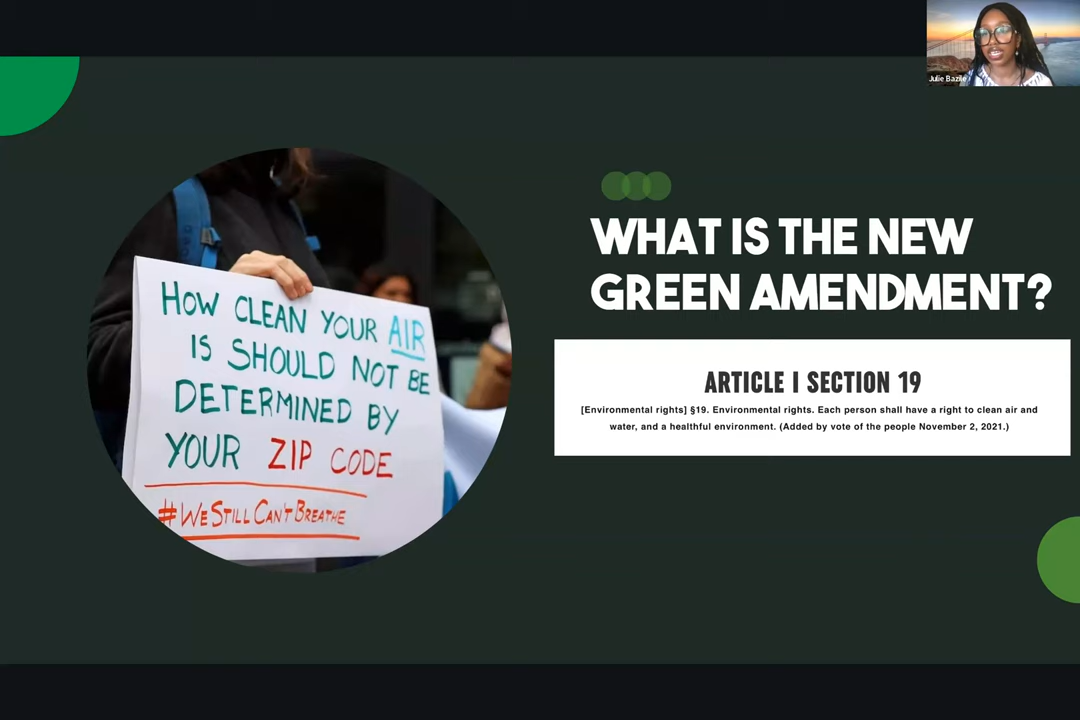 Julie Bazile
HOW CLEAN YOUR AIR
IS SHOULD NOT BE
DETERMINED BY
YOUR ZIP CODE
#WESTILLCAN'TBREATHE
WHAT IS THE NEW
GREEN AMENDMENT?
ARTICLE I SECTION 19
[Environmental rights] §19. Environmental rights. Each person shall have a right to clean air and
water, and a healthful environment. (Added by vote of the people November 2, 2021.)